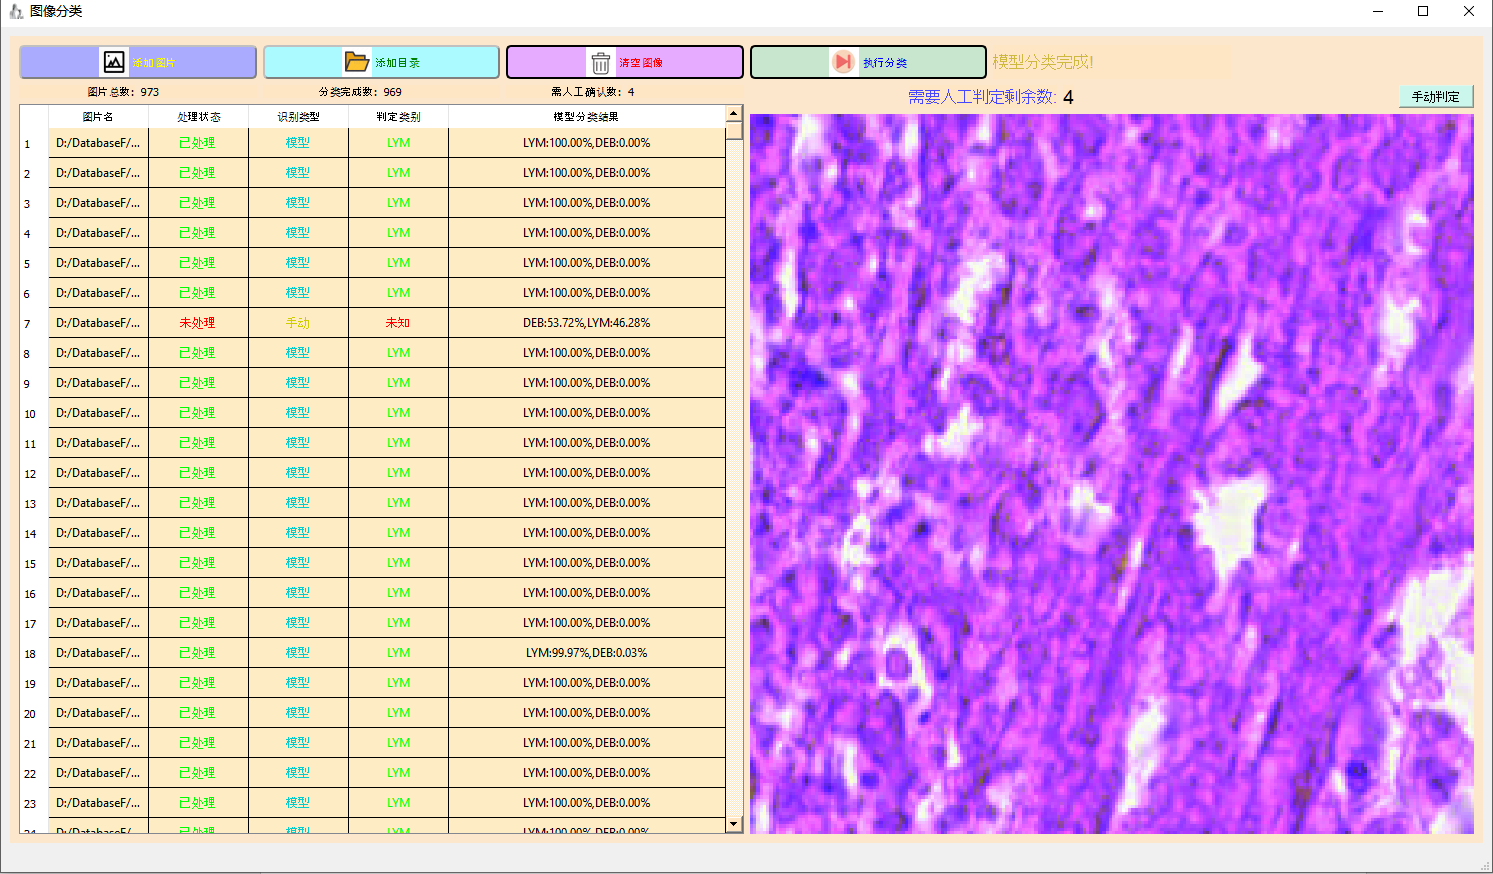 图像分类
添加图片 添加目录 清空图像 执行分类 模型分类完成!
图片总数: 973 分类完成数: 969 需人工确认数: 4
需要人工判定剩余数: 4 手动判定
图片名 处理状态 识别类型 判定类别 模型分类结果
1 D:/DatabaseF/... 已处理 模型 LYM LYM:100.00%,DEB:0.00%
2 D:/DatabaseF/... 已处理 模型 LYM LYM:100.00%,DEB:0.00%
3 D:/DatabaseF/... 已处理 模型 LYM LYM:100.00%,DEB:0.00%
4 D:/DatabaseF/... 已处理 模型 LYM LYM:100.00%,DEB:0.00%
5 D:/DatabaseF/... 已处理 模型 LYM LYM:100.00%,DEB:0.00%
6 D:/DatabaseF/... 已处理 模型 LYM LYM:100.00%,DEB:0.00%
7 D:/DatabaseF/... 未处理 手动 未知 DEB:53.72%,LYM:46.28%
8 D:/DatabaseF/... 已处理 模型 LYM LYM:100.00%,DEB:0.00%
9 D:/DatabaseF/... 已处理 模型 LYM LYM:100.00%,DEB:0.00%
10 D:/DatabaseF/... 已处理 模型 LYM LYM:100.00%,DEB:0.00%
11 D:/DatabaseF/... 已处理 模型 LYM LYM:100.00%,DEB:0.00%
12 D:/DatabaseF/... 已处理 模型 LYM LYM:100.00%,DEB:0.00%
13 D:/DatabaseF/... 已处理 模型 LYM LYM:100.00%,DEB:0.00%
14 D:/DatabaseF/... 已处理 模型 LYM LYM:100.00%,DEB:0.00%
15 D:/DatabaseF/... 已处理 模型 LYM LYM:100.00%,DEB:0.00%
16 D:/DatabaseF/... 已处理 模型 LYM LYM:100.00%,DEB:0.00%
17 D:/DatabaseF/... 已处理 模型 LYM LYM:100.00%,DEB:0.00%
18 D:/DatabaseF/... 已处理 模型 LYM LYM:99.97%,DEB:0.03%
19 D:/DatabaseF/... 已处理 模型 LYM LYM:100.00%,DEB:0.00%
20 D:/DatabaseF/... 已处理 模型 LYM LYM:100.00%,DEB:0.00%
21 D:/DatabaseF/... 已处理 模型 LYM LYM:100.00%,DEB:0.00%
22 D:/DatabaseF/... 已处理 模型 LYM LYM:100.00%,DEB:0.00%
23 D:/DatabaseF/... 已处理 模型 LYM LYM:100.00%,DEB:0.00%
24 D:/DatabaseF/... 已处理 模型 LYM LYM:100.00%,DEB:0.00%